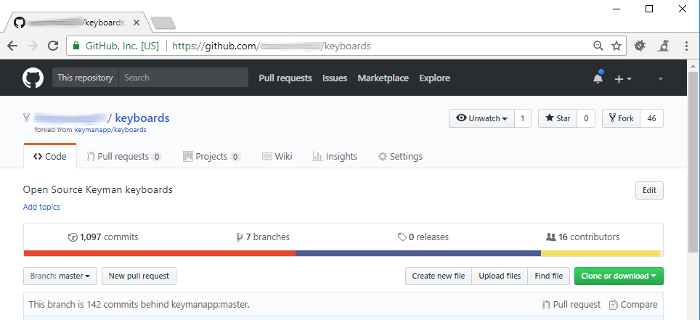 /keyboards
GitHub, Inc. [US] https://github.com/ /keyboards
This repository Search Pull requests Issues Marketplace Explore
/ keyboards Unwatch 1 Star 0 Fork 46
forked from keymanapp/keyboards
Code Pull requests 0 Projects 0 Wiki Insights Settings
Open Source Keyman keyboards Edit
Add topics
1,097 commits 7 branches 0 releases 16 contributors
Branch: master New pull request Create new file Upload files Find file Clone or download
This branch is 142 commits behind keymanapp:master. Pull request Compare